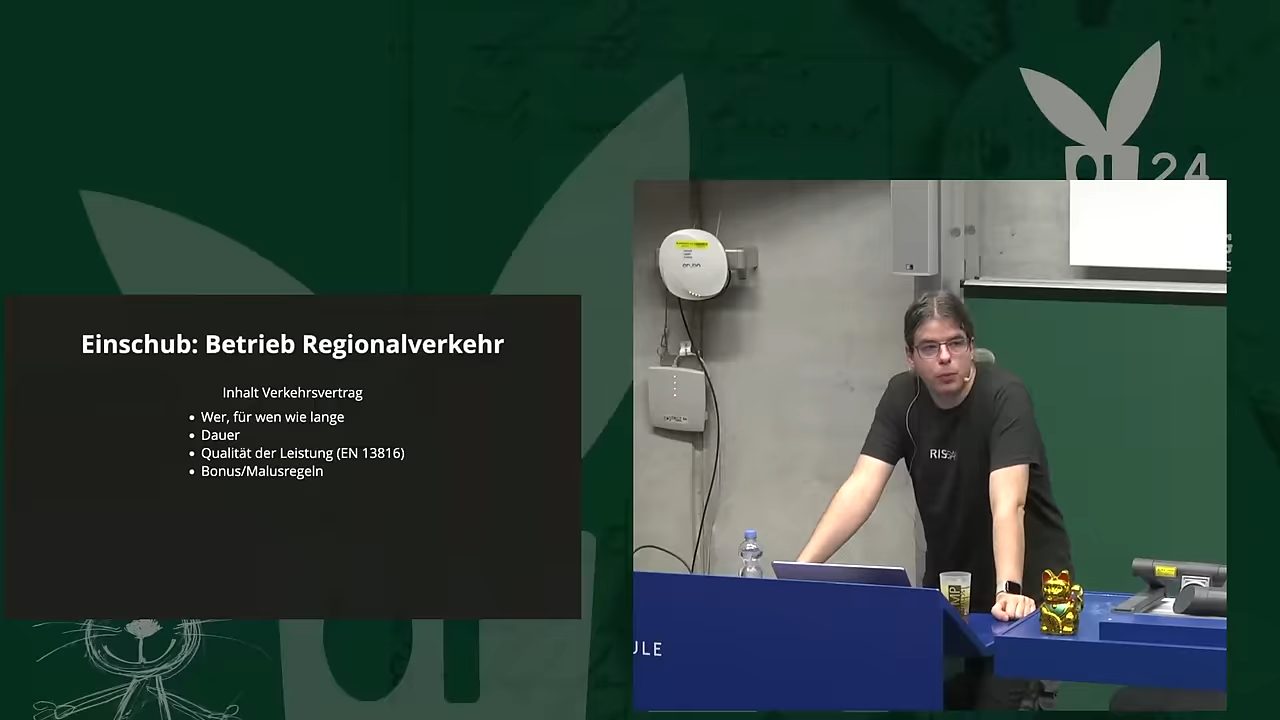 24
Einschub: Betrieb Regionalverkehr
Inhalt Verkehrsvertrag
Wer, für wen wie lange
Dauer
Qualität der Leistung (EN 13816)
Bonus/Malusregeln
ULE